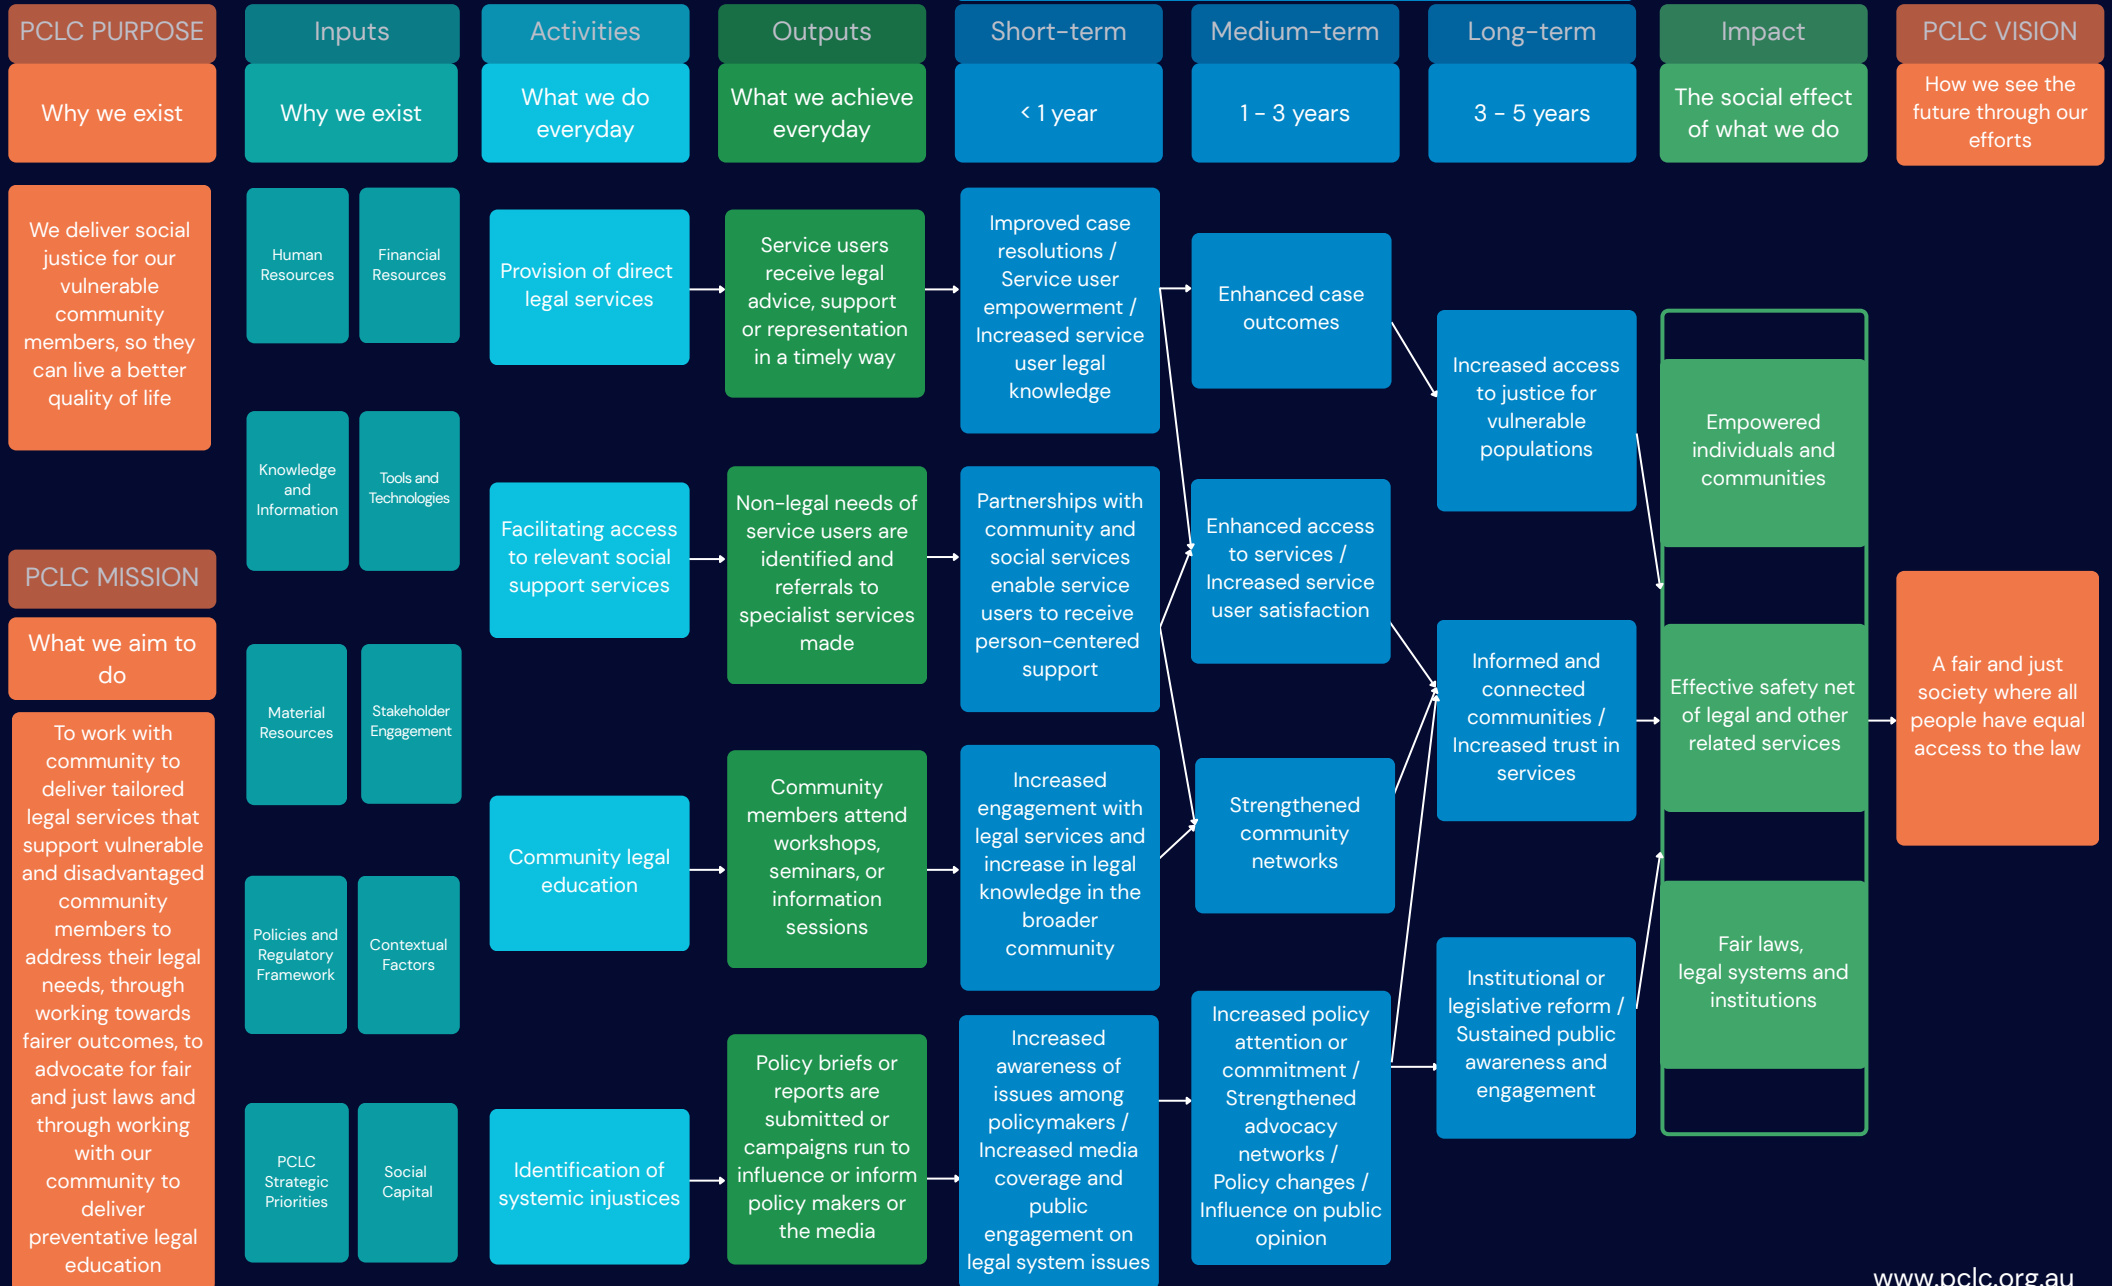 PCLC PURPOSE
Why we exist
We deliver social
justice for our
vulnerable
community
members, so they
can live a better
quality of life
PCLC MISSION
What we aim to
do
To work with
community to
deliver tailored
legal services that
support vulnerable
and disadvantaged
community
members to
address their legal
needs, through
working towards
fairer outcomes, to
advocate for fair
and just laws and
through working
with our
community to
deliver
preventative legal
education
Inputs
Why we exist
Human
Resources
Financial
Resources
Knowledge
and
Information
Tools and
Technologies
Material
Resources
Stakeholder
Engagement
Policies and
Regulatory
Framework
Contextual
Factors
PCLC
Strategic
Priorities
Social
Capital
Activities
What we do
everyday
Provision of direct
legal services
Facilitating access
to relevant social
support services
Community legal
education
Identification of
systemic injustices
Outputs
What we achieve
everyday
Service users
receive legal
advice, support
or representation
in a timely way
Non-legal needs of
service users are
identified and
referrals to
specialist services
made
Community
members attend
workshops,
seminars, or
information
sessions
Policy briefs or
reports are
submitted or
campaigns run to
influence or inform
policy makers or
the media
Short-term
< 1 year
Improved case
resolutions /
Service user
empowerment /
Increased service
user legal
knowledge
Partnerships with
community and
social services
enable service
users to receive
person-centered
support
Increased
engagement with
legal services and
increase in legal
knowledge in the
broader
community
Increased
awareness of
issues among
policymakers /
Increased media
coverage and
public
engagement on
legal system issues
Medium-term
1 - 3 years
Enhanced case
outcomes
Enhanced access
to services /
Increased service
user satisfaction
Strengthened
community
networks
Increased policy
attention or
commitment /
Strengthened
advocacy
networks /
Policy changes /
Influence on public
opinion
Long-term
3 - 5 years
Increased access
to justice for
vulnerable
populations
Informed and
connected
communities /
Increased trust in
services
Institutional or
legislative reform /
Sustained public
awareness and
engagement
Impact
The social effect
of what we do
Empowered
individuals and
communities
Effective safety net
of legal and other
related services
Fair laws,
legal systems and
institutions
PCLC VISION
How we see the
future through our
efforts
A fair and just
society where all
people have equal
access to the law
www.pclc.org.au